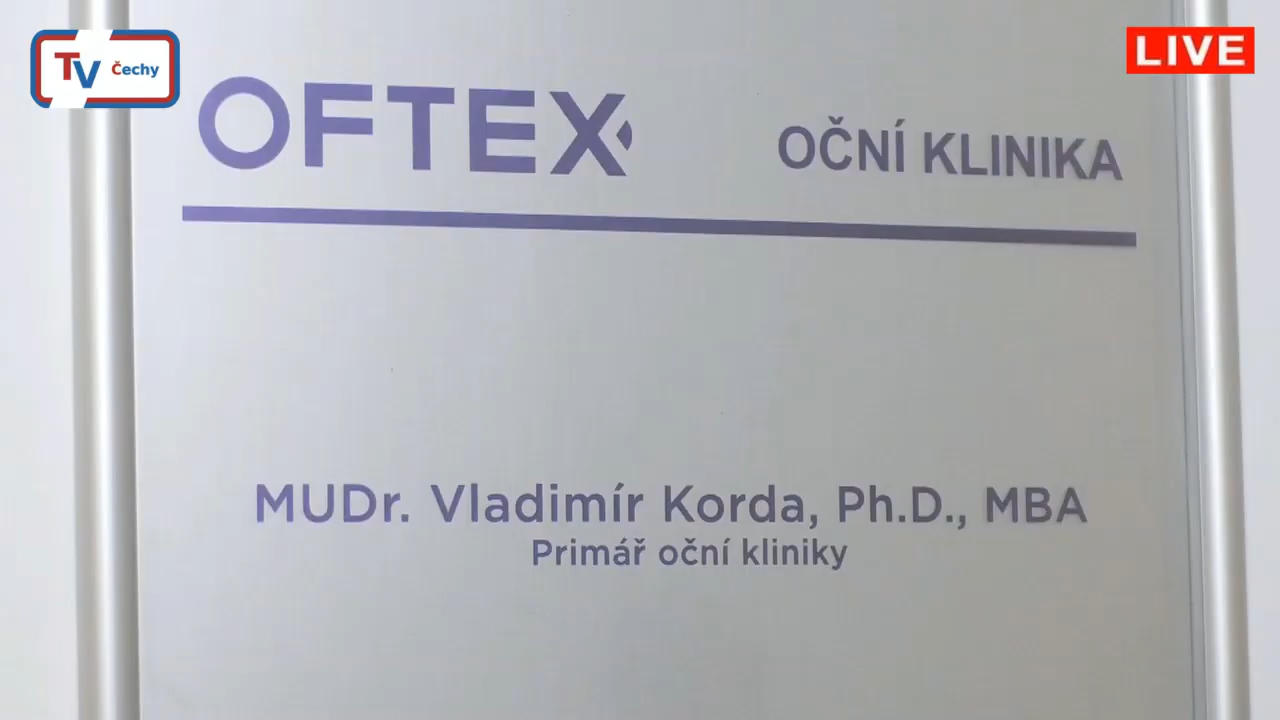 TV Čechy
LIVE
OFTEX
OČNÍ KLINIKA
MUDr. Vladimír Korda, Ph.D., MBA
Primář oční kliniky